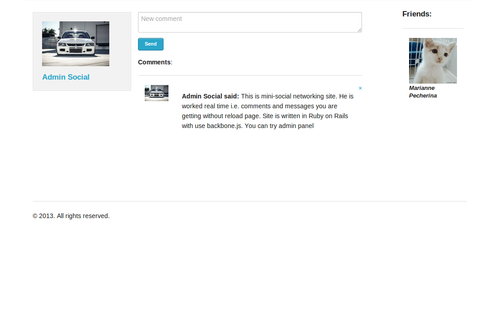 New comment
Send
Admin Social
Comments:
Admin Social said: This is mini-social networking site. He is
worked real time i.e. comments and messages you are
getting without reload page. Site is written in Ruby on Rails
with use backbone.js. You can try admin panel
×
Friends:
Marianne
Pecherina
© 2013. All rights reserved.